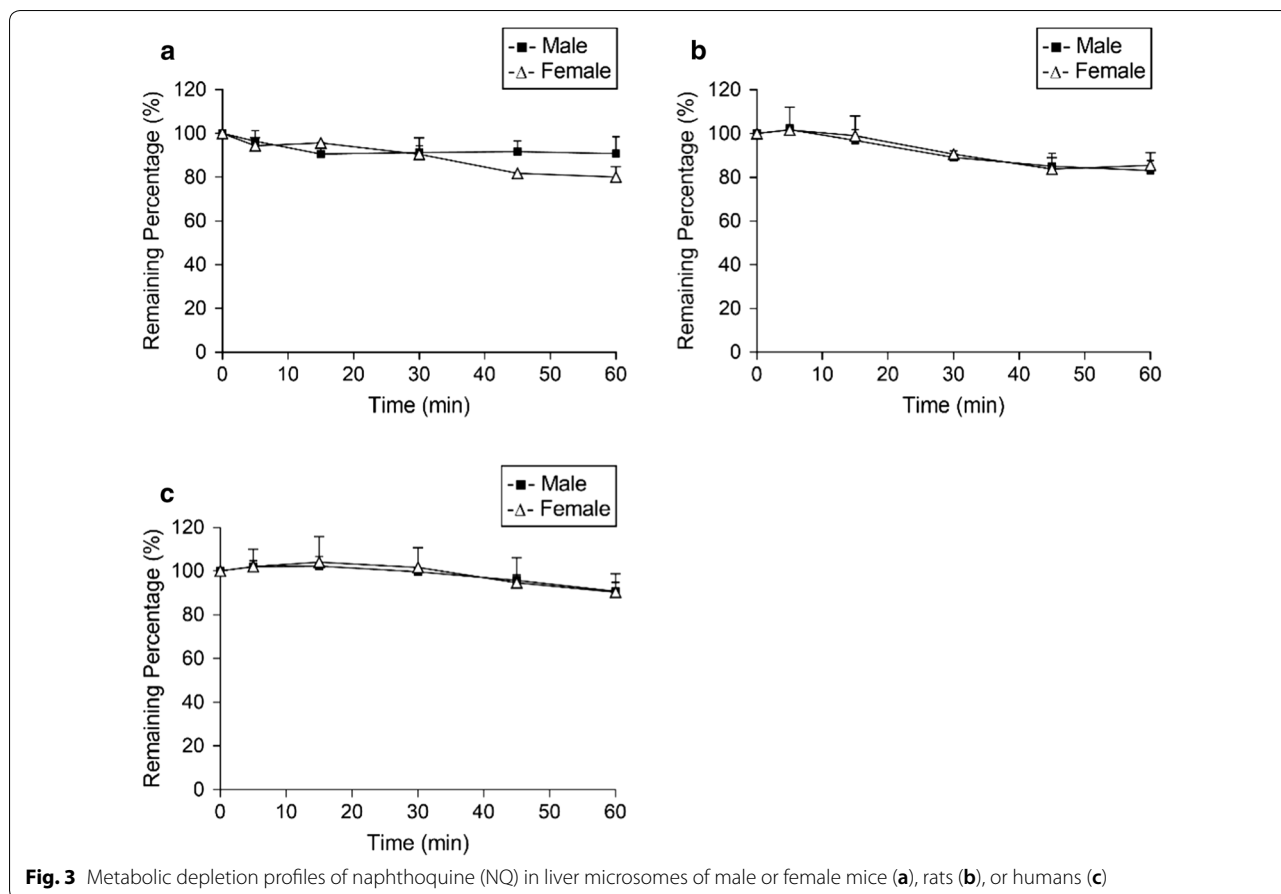 a
-■- Male
-△- Female
120
100
80
60
40
20
0
Remaining Percentage (%)
0 10 20 30 40 50 60
Time (min)
b
-■- Male
-△- Female
120
100
80
60
40
20
0
Remaining Percentage (%)
0 10 20 30 40 50 60
Time (min)
c
-■- Male
-△- Female
120
100
80
60
40
20
0
Remaining Percentage (%)
0 10 20 30 40 50 60
Time (min)
Fig. 3 Metabolic depletion profiles of naphthoquine (NQ) in liver microsomes of male or female mice (a), rats (b), or humans (c)